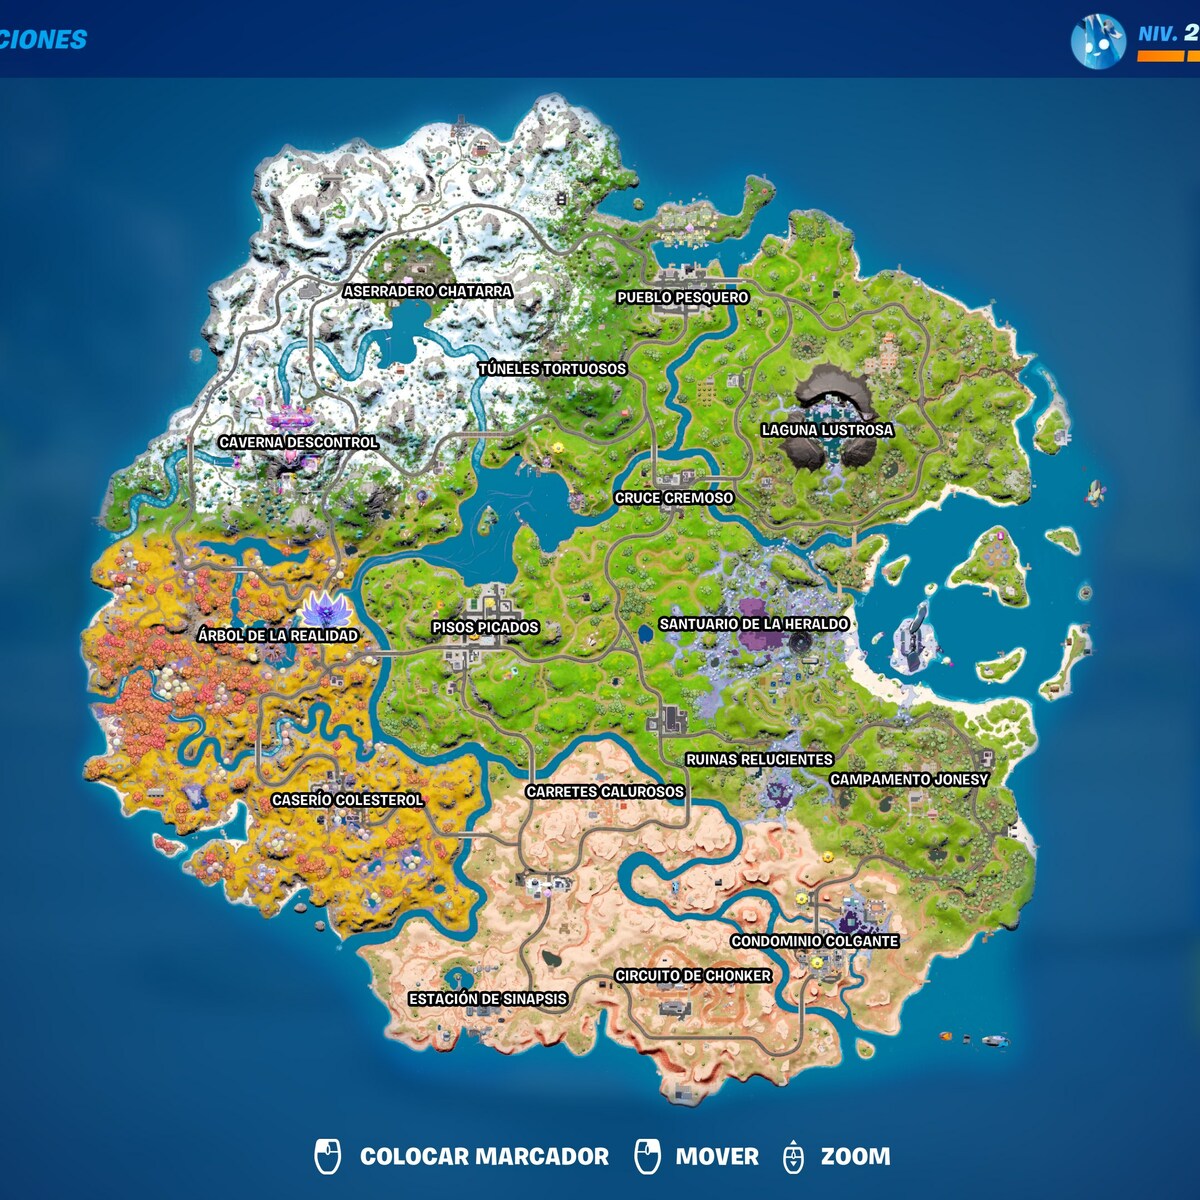 CIONES
NIV. 2
ASERRADERO CHATARRA
PUEBLO PESQUERO
TÚNELES TORTUOSOS
CAVERNA DESCONTROL
LAGUNA LUSTROSA
CRUCE CREMOSO
ÁRBOL DE LA REALIDAD
PISOS PICADOS
SANTUARIO DE LA HERALDO
RUINAS RELUCIENTES
CAMPAMENTO JONESY
CASERÍO COLESTEROL
CARRETES CALUROSOS
CONDOMINIO COLGANTE
CIRCUITO DE CHONKER
ESTACIÓN DE SINAPSIS
COLOCAR MARCADOR MOVER ZOOM